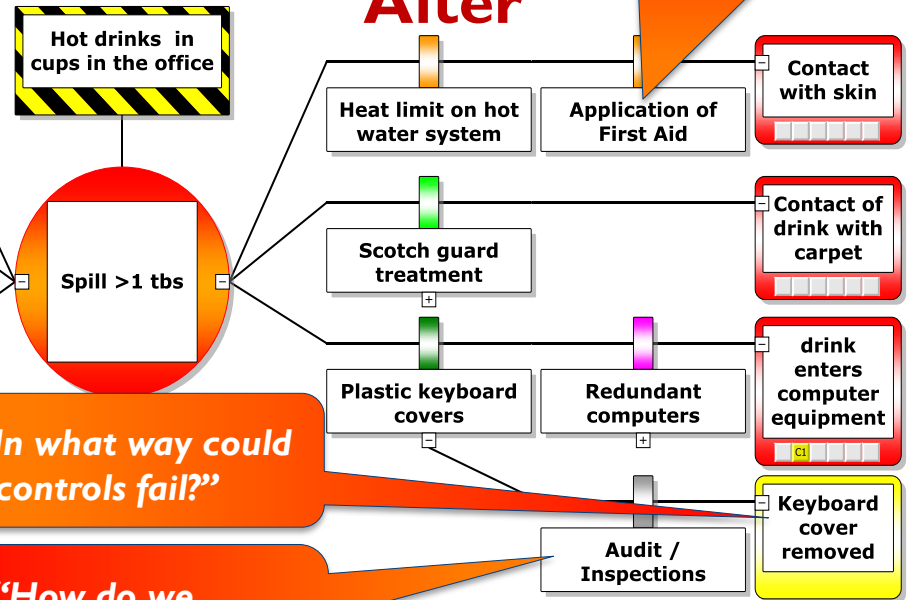 After
Hot drinks in
cups in the office
Heat limit on hot
water system
Application of
First Aid
Contact
with skin
Spill >1 tbs
Scotch guard
treatment
Contact of
drink with
carpet
Plastic keyboard
covers
Redundant
computers
drink
enters
computer
equipment
C1
In what way could
controls fail?”
Audit /
Inspections
Keyboard
cover
removed
“How do we